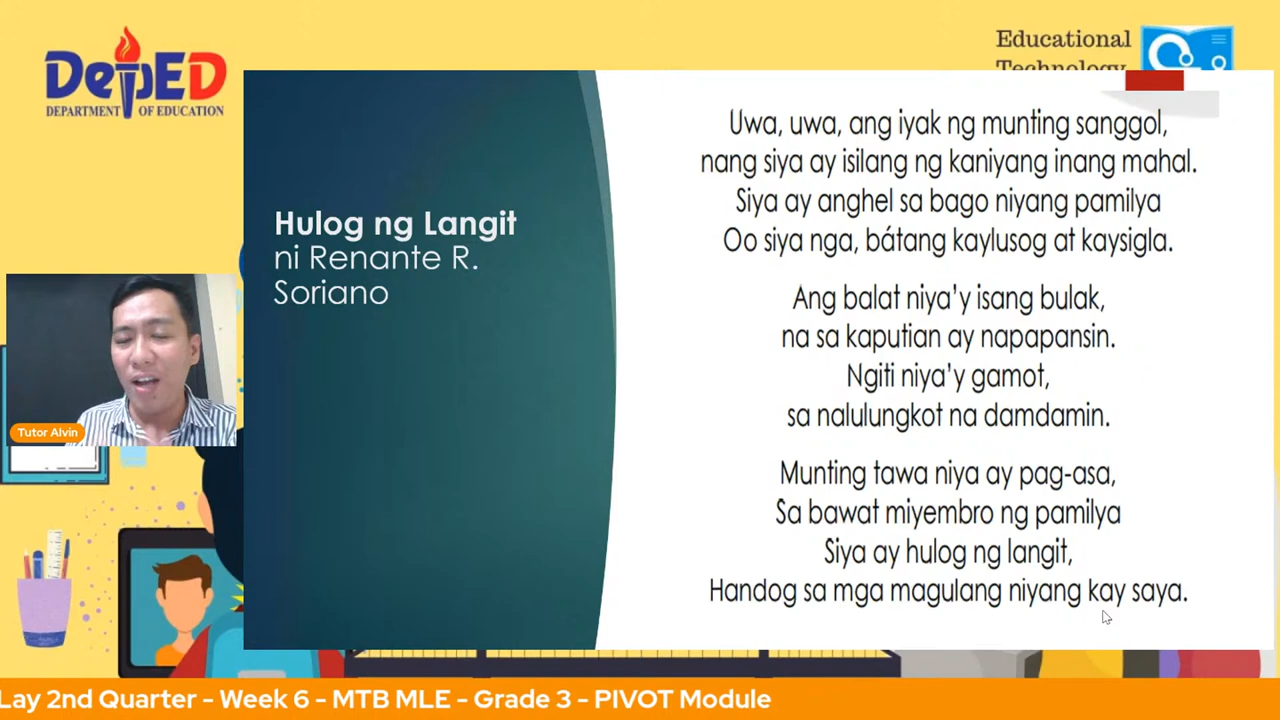 DepED
DEPARTMENT OF EDUCATION
Educational
Technology
Hulog ng Langit
ni Renante R.
Soriano
Uwa, uwa, ang iyak ng munting sanggol,
nang siya ay isilang ng kaniyang inang mahal.
Siya ay anghel sa bago niyang pamilya
Oo siya nga, bátang kaylusog at kaysigla.
Ang balat niya'y isang bulak,
na sa kaputian ay napapansin.
Ngiti niya'y gamot,
sa nalulungkot na damdamin.
Munting tawa niya ay pag-asa,
Sa bawat miyembro ng pamilya
Siya ay hulog ng langit,
Handog sa mga magulang niyang kay saya.
Tutor Alvin
Lay 2nd Quarter - Week 6 - MTB MLE - Grade 3 - PIVOT Module